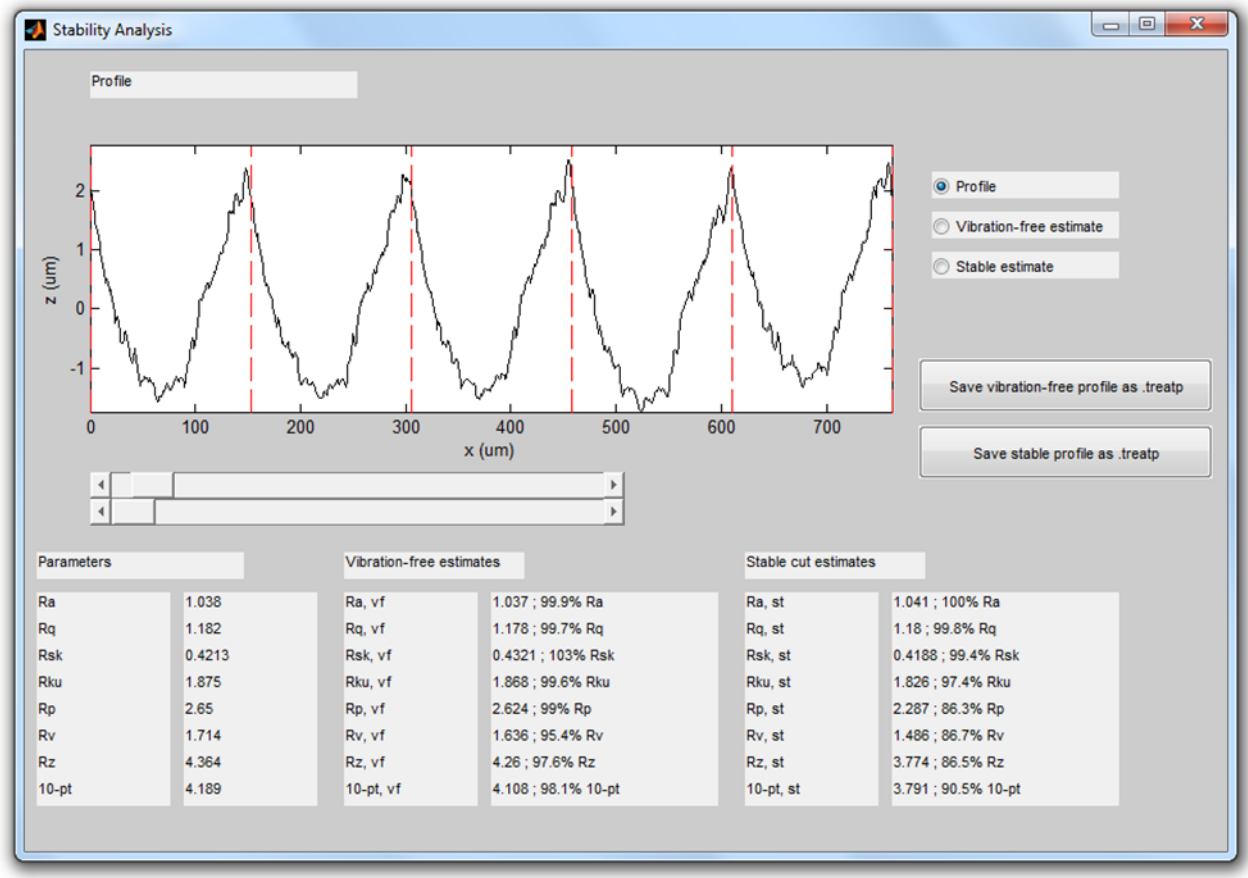 Stability Analysis
Profile
z (um)
2
1
0
-1
0 100 200 300 400 500 600 700
x (um)
Profile
Vibration-free estimate
Stable estimate
Save vibration-free profile as .treatp
Save stable profile as .treatp
Parameters Vibration-free estimates Stable cut estimates
Ra 1.038 Ra, vf 1.037 ; 99.9% Ra Ra, st 1.041 ; 100% Ra
Rq 1.182 Rq, vf 1.178 ; 99.7% Rq Rq, st 1.18 ; 99.8% Rq
Rsk 0.4213 Rsk, vf 0.4321 ; 103% Rsk Rsk, st 0.4188 ; 99.4% Rsk
Rku 1.875 Rku, vf 1.868 ; 99.6% Rku Rku, st 1.826 ; 97.4% Rku
Rp 2.65 Rp, vf 2.624 ; 99% Rp Rp, st 2.287 ; 86.3% Rp
Rv 1.714 Rv, vf 1.636 ; 95.4% Rv Rv, st 1.486 ; 86.7% Rv
Rz 4.364 Rz, vf 4.26 ; 97.6% Rz Rz, st 3.774 ; 86.5% Rz
10-pt 4.189 10-pt, vf 4.108 ; 98.1% 10-pt 10-pt, st 3.791 ; 90.5% 10-pt